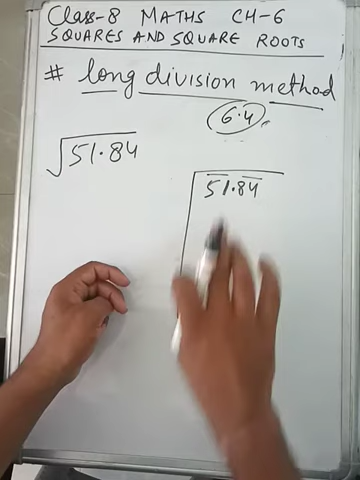 Class-8 MATHS CH-6
SQUARES AND SQUARE ROOTS
# long division method
6.4
√51.84
51.84